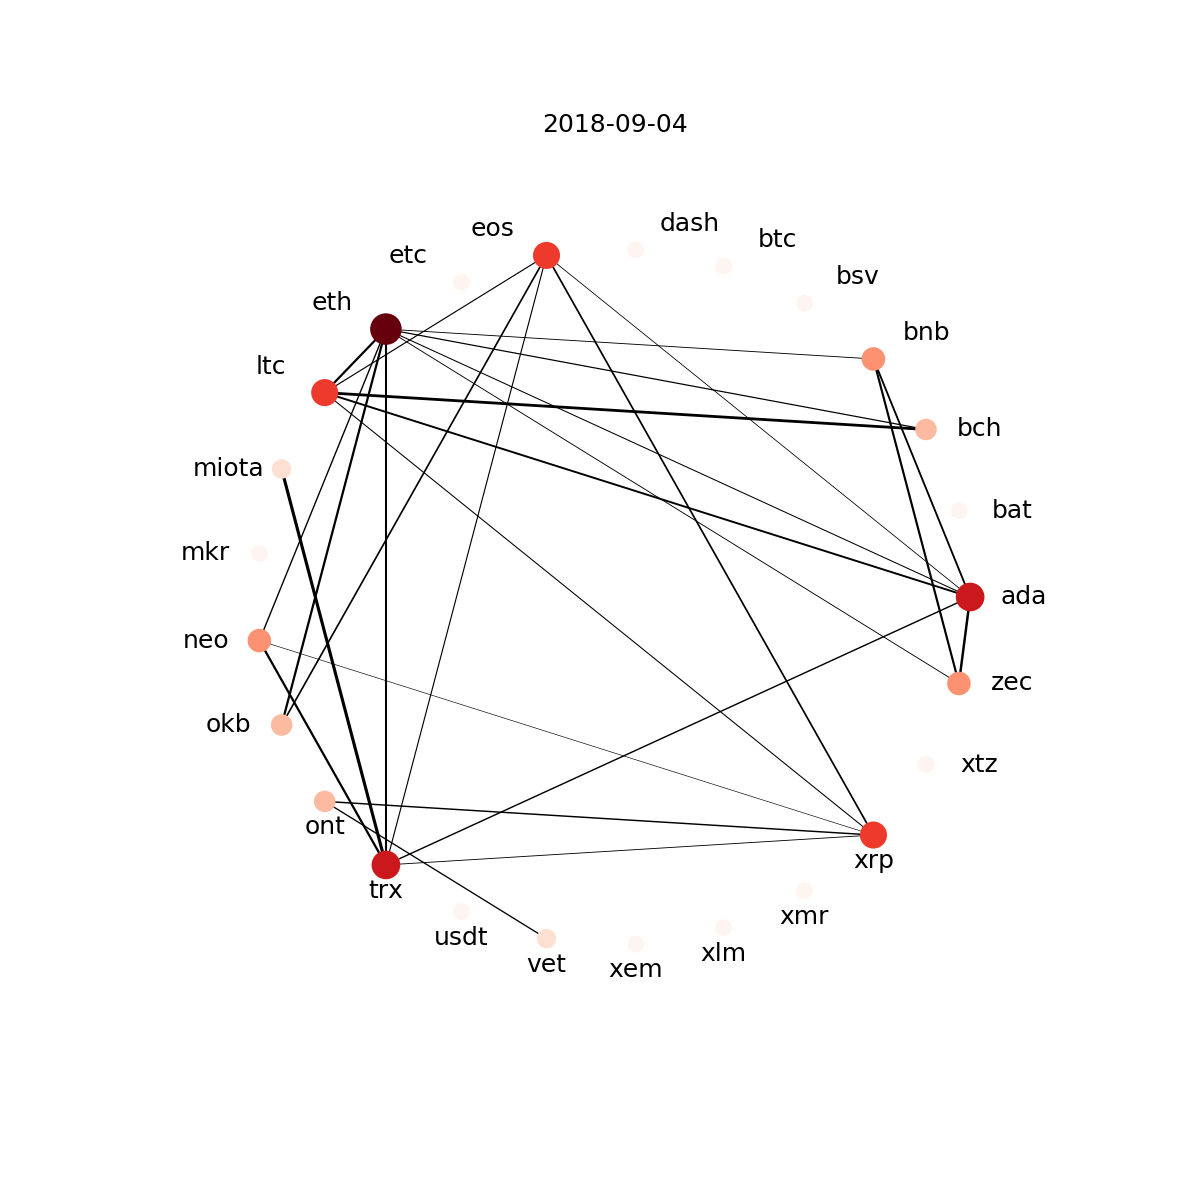 2018-09-04
dash
eos
btc
etc
bsv
eth
bnb
ltc
bch
miota
bat
mkr
ada
neo
zec
okb
xtz
ont
xrp
trx
xmr
usdt
xlm
vet
xem